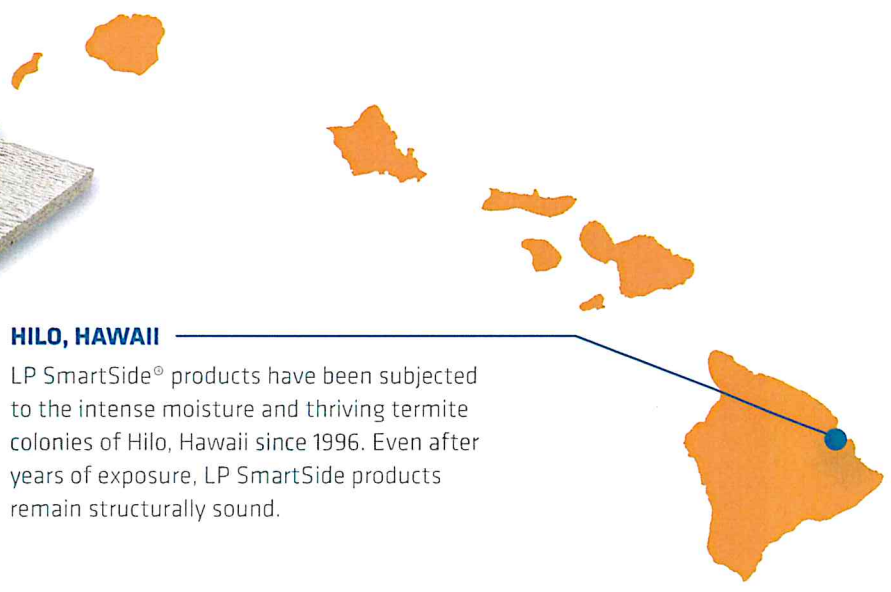 HILO, HAWAII
LP SmartSide® products have been subjected
to the intense moisture and thriving termite
colonies of Hilo, Hawaii since 1996. Even after
years of exposure, LP SmartSide products
remain structurally sound.